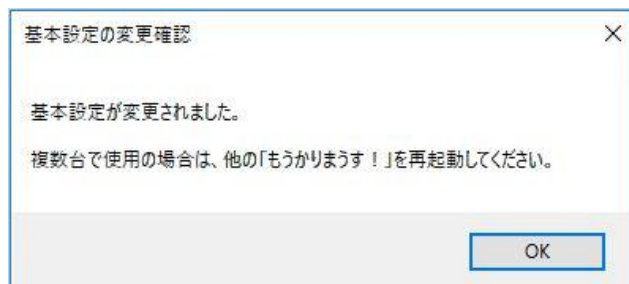 基本設定の変更確認
基本設定が変更されました。
複数台で使用の場合は、他の「もうかりまうす！」を再起動してください。
OK